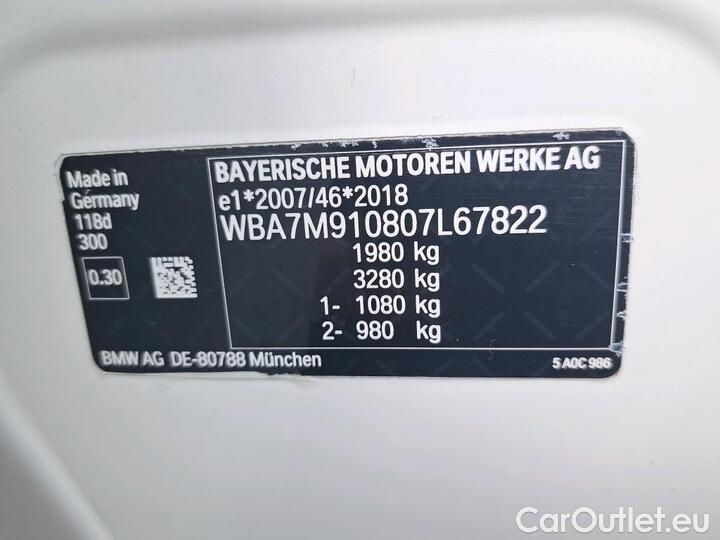 BAYERISCHE MOTOREN WERKE AG
e1*2007/46*2018
WBA7M910807L67822
1980 kg
3280 kg
1- 1080 kg
2- 980 kg
Made in
Germany
118d
300
0.30
BMW AG DE-80788 München
5 A0C 986
CarOutlet.eu